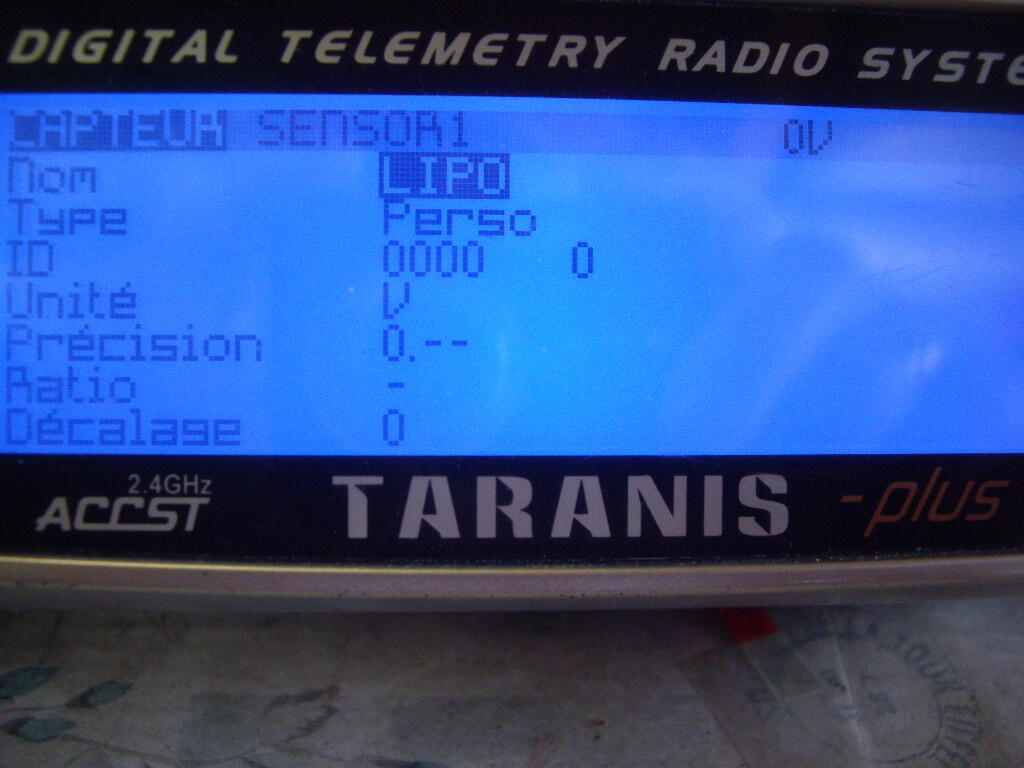 DIGITAL TELEMETRY RADIO SYSTE
CAPTEUR SENSOR1 0V
Nom LIPO
Type Perso
ID 0000 0
Unité V
Précision 0.--
Ratio -
Décalage 0
2.4GHz
ACCST TARANIS -plus